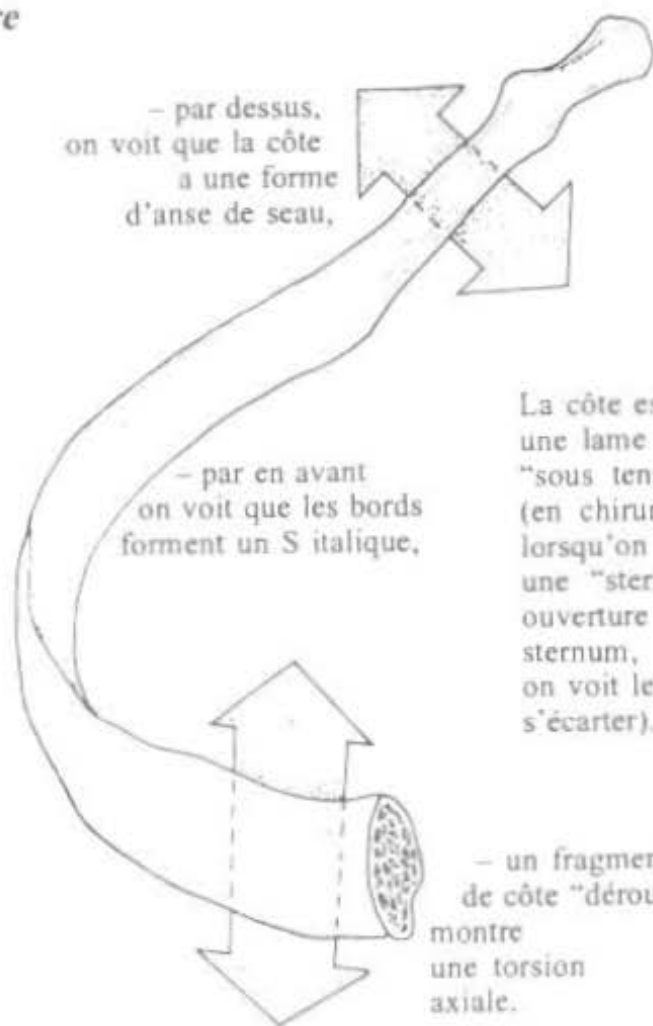 re
– par dessus,
on voit que la côte
a une forme
d'anse de seau,
– par en avant
on voit que les bords
forment un S italique,
La côte es
une lame
“sous ten
(en chirur
lorsqu'on
une “ster
ouverture
sternum,
on voit le
s'écarter).
– un fragmen
de côte “dérou
montre
une torsion
axiale.